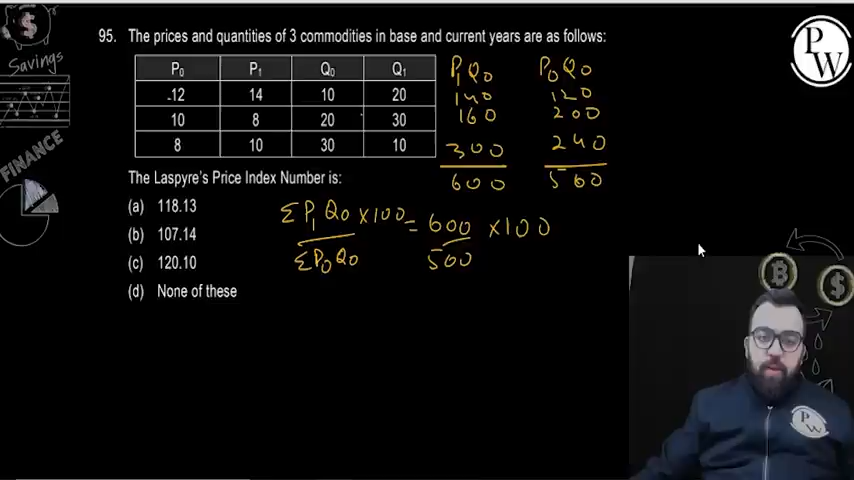 Savings
FINANCE
95. The prices and quantities of 3 commodities in base and current years are as follows:
P0 P1 Q0 Q1
12 14 10 20
10 8 20 30
8 10 30 10
P1Q0 P0Q0
140 120
160 200
300 240
600 560
The Laspyre's Price Index Number is:
(a) 118.13
(b) 107.14
(c) 120.10
(d) None of these
ΣP1Q0 ×100 = 600 ×100
ΣP0Q0 560
PW
PW